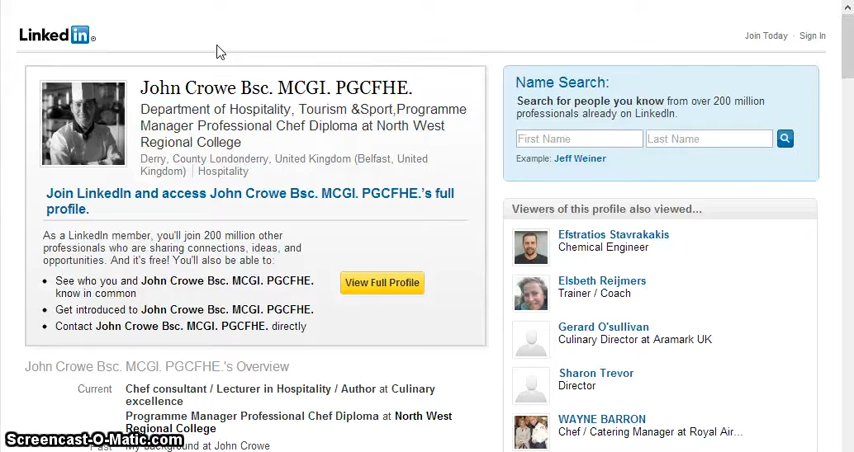 Linked in
Join Today · Sign In
John Crowe Bsc. MCGI. PGCFHE.
Department of Hospitality, Tourism &Sport,Programme
Manager Professional Chef Diploma at North West
Regional College
Derry, County Londonderry, United Kingdom (Belfast, United
Kingdom) | Hospitality
Join LinkedIn and access John Crowe Bsc. MCGI. PGCFHE.'s full
profile.
As a LinkedIn member, you'll join 200 million other
professionals who are sharing connections, ideas, and
opportunities. And it's free! You'll also be able to:
• See who you and John Crowe Bsc. MCGI. PGCFHE.
know in common
• Get introduced to John Crowe Bsc. MCGI. PGCFHE.
• Contact John Crowe Bsc. MCGI. PGCFHE. directly
View Full Profile
John Crowe Bsc. MCGI. PGCFHE.'s Overview
Current
Chef consultant / Lecturer in Hospitality / Author at Culinary
excellence
Programme Manager Professional Chef Diploma at North West
Regional College
Past
My background at John Crowe
Name Search:
Search for people you know from over 200 million
professionals already on LinkedIn.
First Name
Last Name
Example: Jeff Weiner
Viewers of this profile also viewed...
Efstratios Stavrakakis
Chemical Engineer
Elsbeth Reijmers
Trainer / Coach
Gerard O'sullivan
Culinary Director at Aramark UK
Sharon Trevor
Director
WAYNE BARRON
Chef / Catering Manager at Royal Air...
Screencast-O-Matic.com